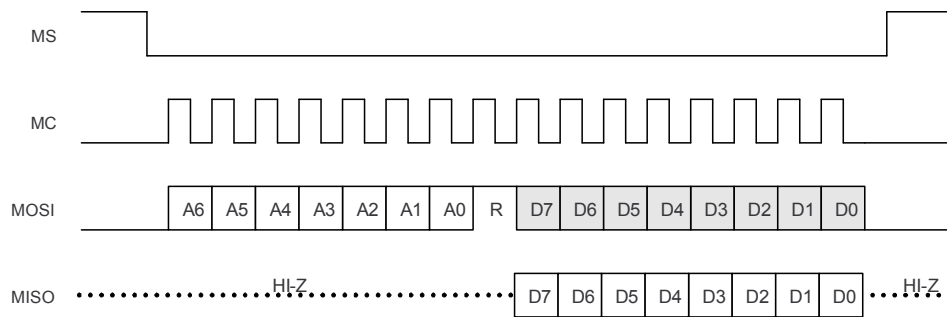 MS
MC
MOSI A6 A5 A4 A3 A2 A1 A0 R D7 D6 D5 D4 D3 D2 D1 D0
MISO HI-Z D7 D6 D5 D4 D3 D2 D1 D0 HI-Z